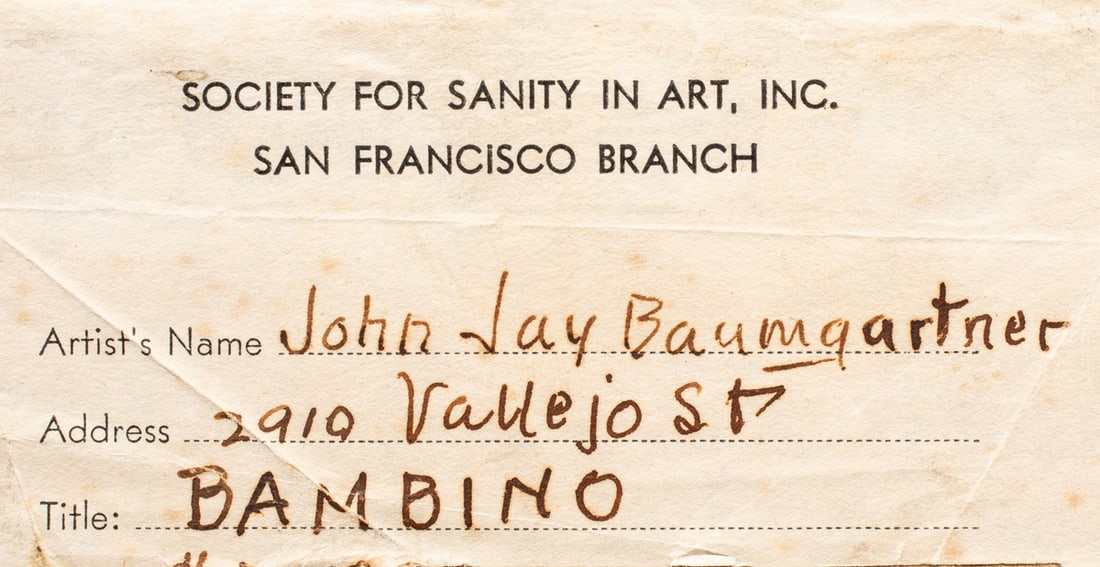 SOCIETY FOR SANITY IN ART, INC.
SAN FRANCISCO BRANCH
Artist's Name John Jay Baumgartner
Address 2910 Vallejo St
Title: BAMBINO